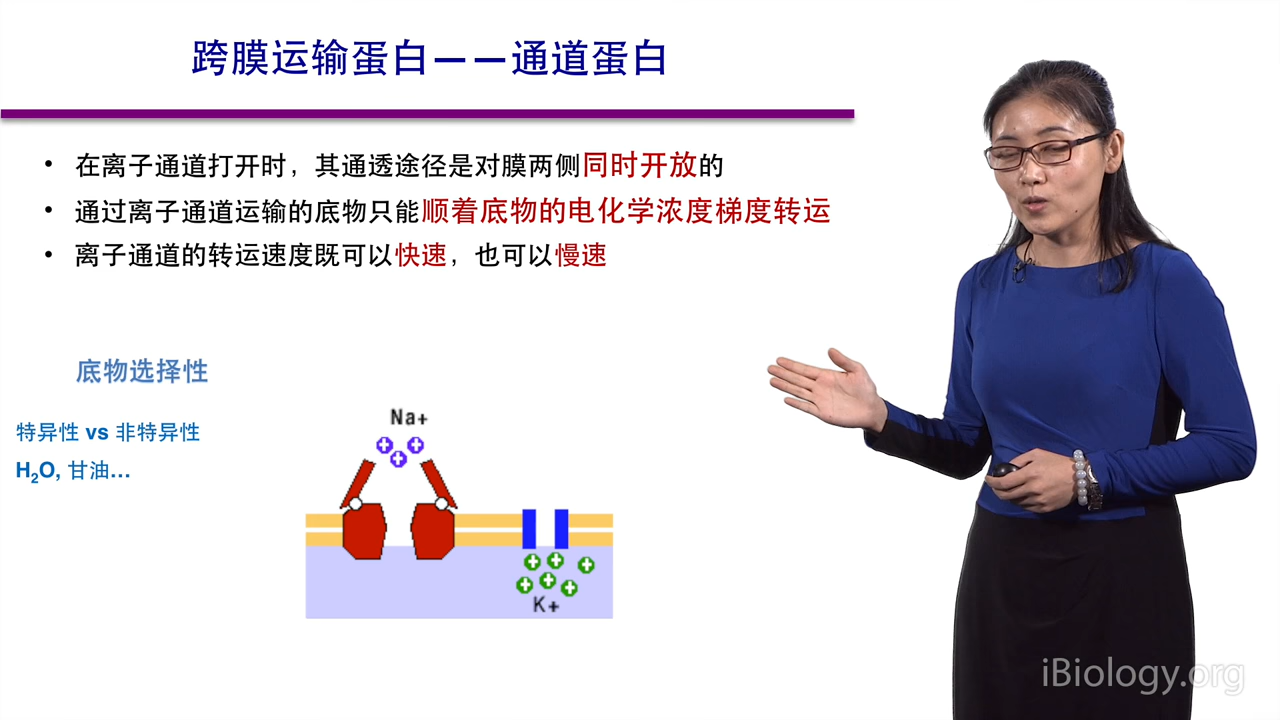 跨膜运输蛋白——通道蛋白
• 在离子通道打开时，其通透途径是对膜两侧同时开放的
• 通过离子通道运输的底物只能顺着底物的电化学浓度梯度转运
• 离子通道的转运速度既可以快速，也可以慢速
底物选择性
特异性 vs 非特异性
H₂O, 甘油…
Na+
K+
iBiology.org